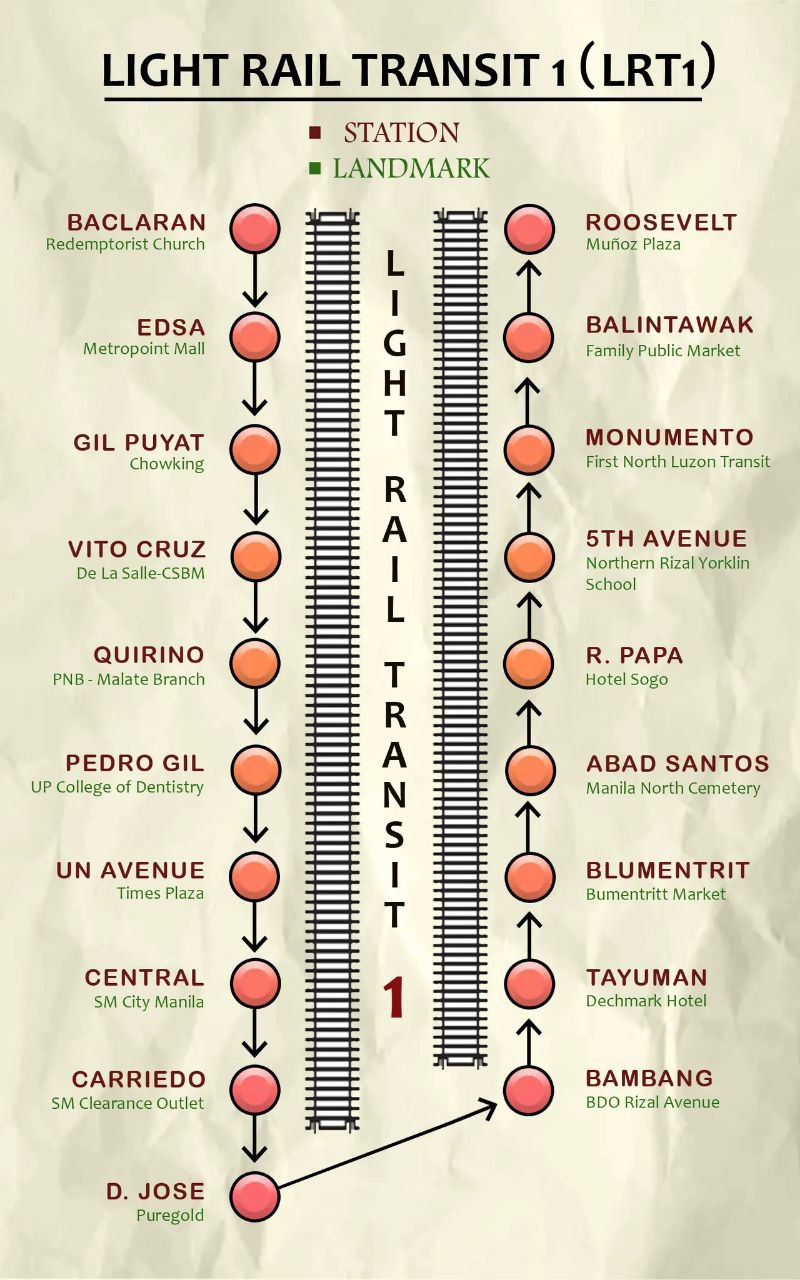 LIGHT RAIL TRANSIT 1 (LRT1)
STATION
LANDMARK
BACLARAN
Redemptorist Church
EDSA
Metropoint Mall
GIL PUYAT
Chowking
VITO CRUZ
De La Salle-CSBM
QUIRINO
PNB - Malate Branch
PEDRO GIL
UP College of Dentistry
UN AVENUE
Times Plaza
CENTRAL
SM City Manila
CARRIEDO
SM Clearance Outlet
D. JOSE
Puregold
LIGHT RAIL TRANSIT 1
ROOSEVELT
Muñoz Plaza
BALINTAWAK
Family Public Market
MONUMENTO
First North Luzon Transit
5TH AVENUE
Northern Rizal Yorklin
School
R. PAPA
Hotel Sogo
ABAD SANTOS
Manila North Cemetery
BLUMENTRIT
Bumentritt Market
TAYUMAN
Dechmark Hotel
BAMBANG
BDO Rizal Avenue